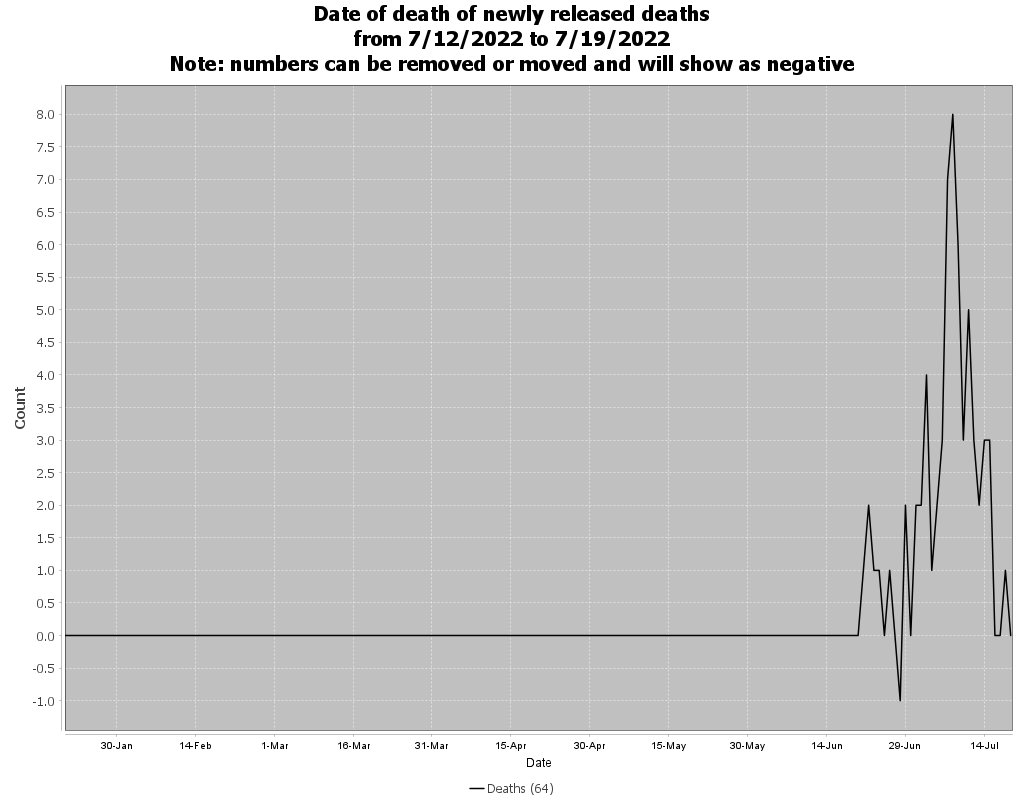 Date of death of newly released deaths
from 7/12/2022 to 7/19/2022
Note: numbers can be removed or moved and will show as negative
8.0
7.5
7.0
6.5
6.0
5.5
5.0
4.5
4.0
3.5
3.0
2.5
2.0
1.5
1.0
0.5
0.0
-0.5
-1.0
Count
30-Jan 14-Feb 1-Mar 16-Mar 31-Mar 15-Apr 30-Apr 15-May 30-May 14-Jun 29-Jun 14-Jul
Date
Deaths (64)